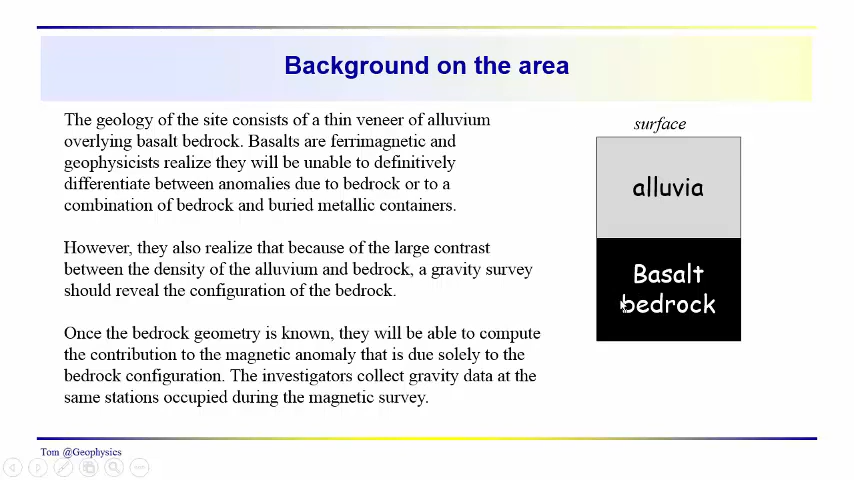 Background on the area
The geology of the site consists of a thin veneer of alluvium
overlying basalt bedrock. Basalts are ferrimagnetic and
geophysicists realize they will be unable to definitively
differentiate between anomalies due to bedrock or to a
combination of bedrock and buried metallic containers.
However, they also realize that because of the large contrast
between the density of the alluvium and bedrock, a gravity survey
should reveal the configuration of the bedrock.
Once the bedrock geometry is known, they will be able to compute
the contribution to the magnetic anomaly that is due solely to the
bedrock configuration. The investigators collect gravity data at the
same stations occupied during the magnetic survey.
surface
alluvia
Basalt
bedrock
Tom @Geophysics